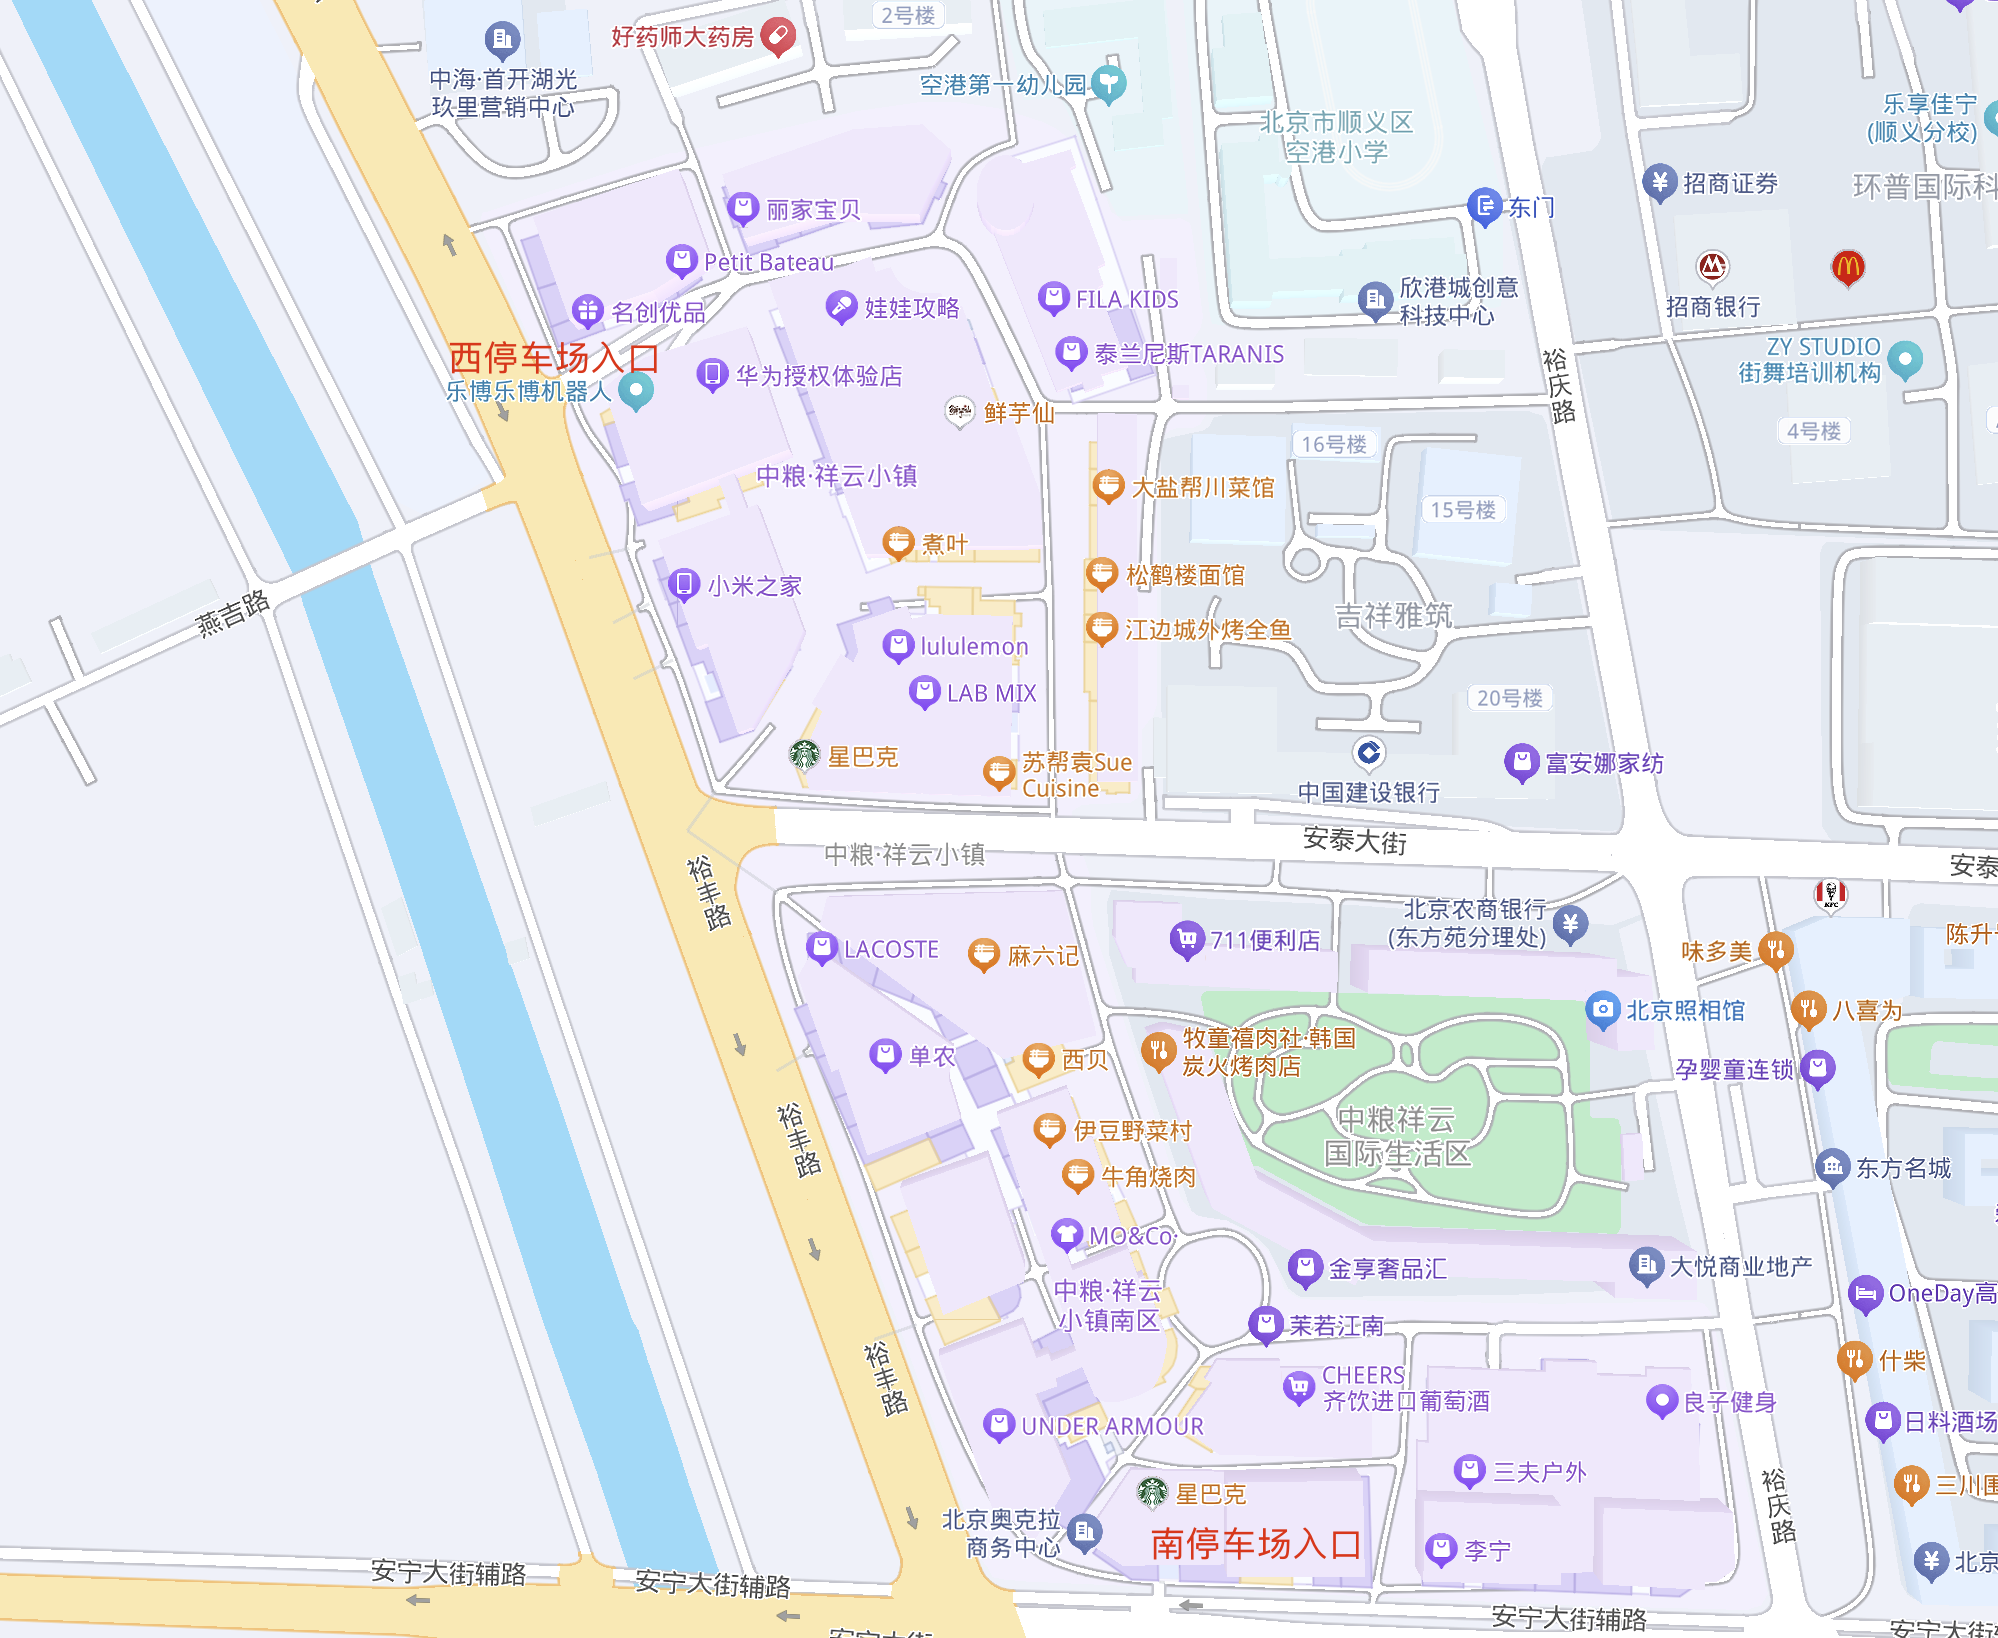 2号楼
好药师大药房
中海·首开湖光
玖里营销中心
空港第一幼儿园
北京市顺义区
空港小学
乐享佳宁
(顺义分校)
招商证券
环普国际科
丽家宝贝
东门
Petit Bateau
名创优品
娃娃攻略
FILA KIDS
欣港城创意
科技中心
招商银行
西停车场入口
乐博乐博机器人
华为授权体验店
泰兰尼斯TARANIS
裕庆路
ZY STUDIO
街舞培训机构
鲜芋仙
16号楼
4号楼
中粮·祥云小镇
大盐帮川菜馆
15号楼
煮叶
小米之家
松鹤楼面馆
燕吉路
江边城外烤全鱼
吉祥雅筑
lululemon
LAB MIX
20号楼
星巴克
苏帮袁Sue
Cuisine
中国建设银行
富安娜家纺
中粮·祥云小镇
安泰大街
安泰
裕丰路
KFC
LACOSTE
麻六记
711便利店
北京农商银行
(东方苑分理处)
味多美
陈升
北京照相馆
八喜为
单农
西贝
牧童禧肉社·韩国
炭火烤肉店
孕婴童连锁
裕丰路
伊豆野菜村
中粮祥云
国际生活区
牛角烧肉
东方名城
MO&Co·
金享奢品汇
大悦商业地产
中粮·祥云
小镇南区
OneDay高
茉若江南
裕丰路
什柴
CHEERS
齐饮进口葡萄酒
良子健身
UNDER ARMOUR
日料酒场
三夫户外
星巴克
三川围
裕庆路
北京奥克拉
商务中心
南停车场入口
李宁
北京
安宁大街辅路
安宁大街辅路
安宁大街辅路
安宁大街辅路
安宁大街